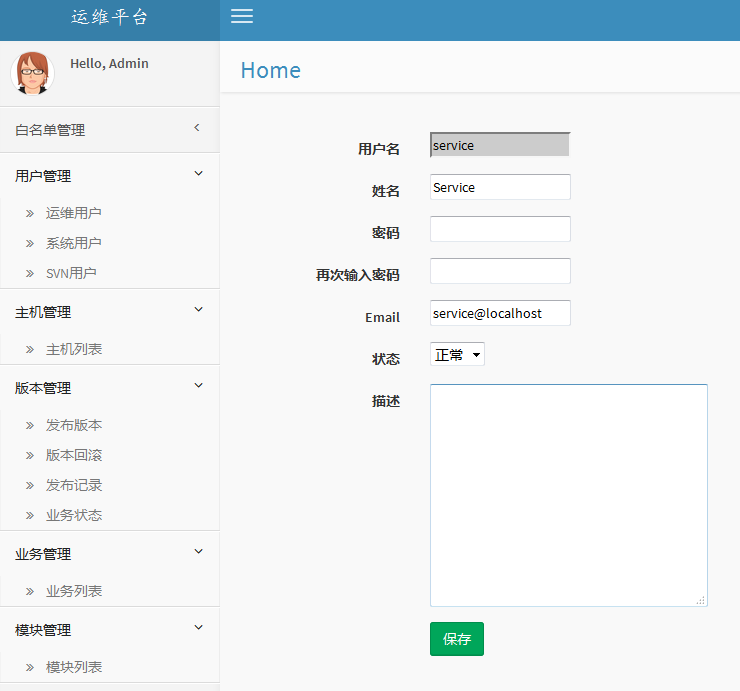 运维平台
Hello, Admin
白名单管理
用户管理
运维用户
系统用户
SVN用户
主机管理
主机列表
版本管理
发布版本
版本回滚
发布记录
业务状态
业务管理
业务列表
模块管理
模块列表
Home
用户名 service
姓名 Service
密码
再次输入密码
Email service@localhost
状态 正常
描述
保存